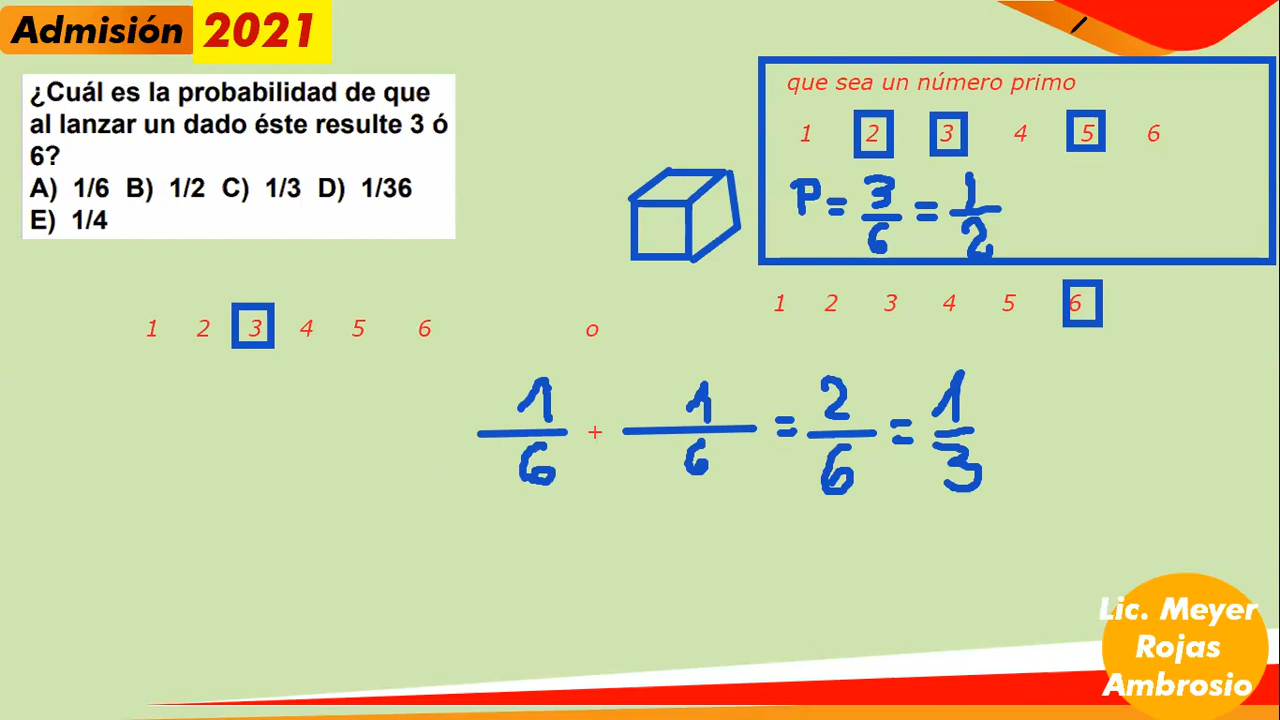 Admisión 2021
¿Cuál es la probabilidad de que
al lanzar un dado éste resulte 3 ó
6?
A) 1/6 B) 1/2 C) 1/3 D) 1/36
E) 1/4
que sea un número primo
1 2 3 4 5 6
P = 3/6 = 1/2
1 2 3 4 5 6
o
1 2 3 4 5 6
1/6 + 1/6 = 2/6 = 1/3
Lic. Meyer
Rojas
Ambrosio